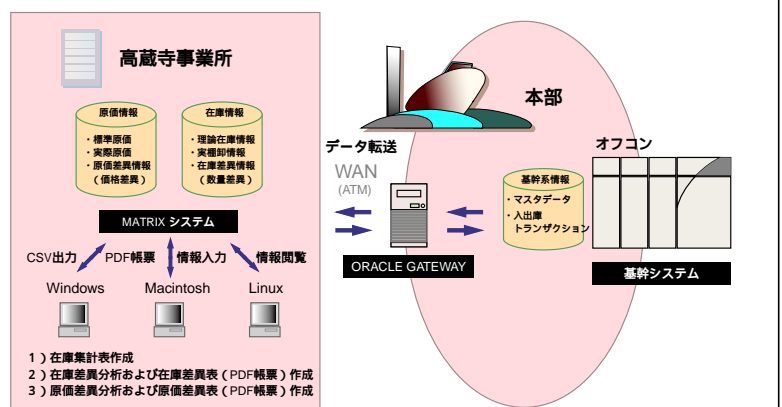 高蔵寺事業所
原価情報
・標準原価
・実際原価
・原価差異情報
（価格差異）
在庫情報
・理論在庫情報
・実棚卸情報
・在庫差異情報
（数量差異）
MATRIX システム
CSV出力
PDF帳票
情報入力
情報閲覧
Windows
Macintosh
Linux
1）在庫集計表作成
2）在庫差異分析および在庫差異表（PDF帳票）作成
3）原価差異分析および原価差異表（PDF帳票）作成
データ転送
WAN
(ATM)
本部
ORACLE GATEWAY
基幹系情報
・マスタデータ
・入出庫
トランザクション
オフコン
基幹システム